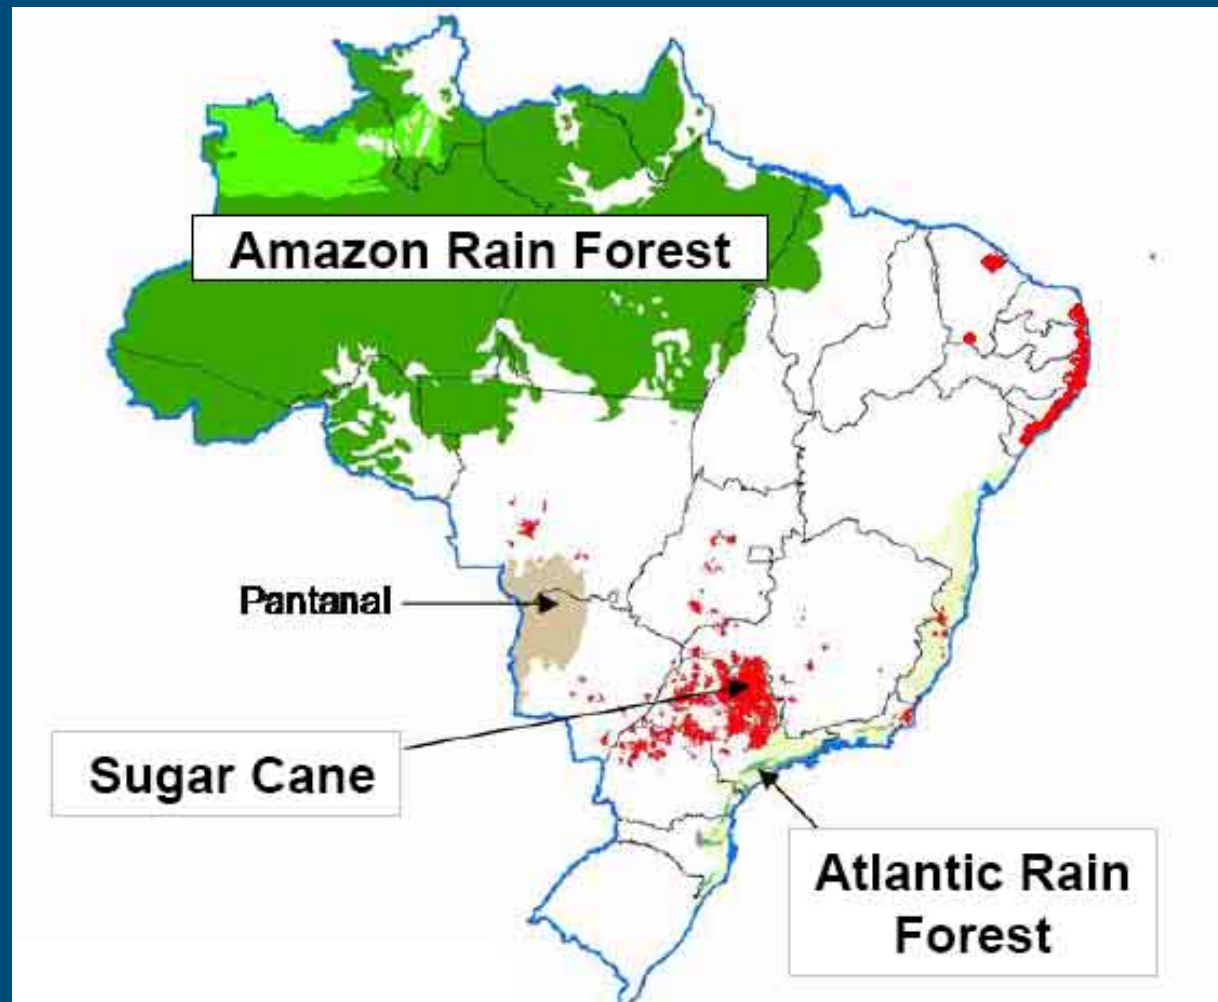 Amazon Rain Forest
Pantanal
Sugar Cane
Atlantic Rain
Forest